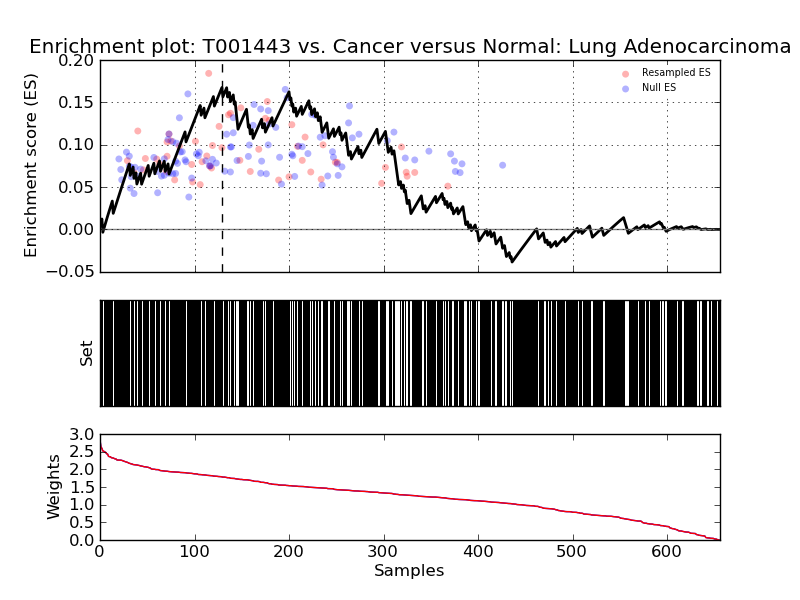 Enrichment plot: T001443 vs. Cancer versus Normal: Lung Adenocarcinoma
Enrichment score (ES)
0.20
0.15
0.10
0.05
0.00
−0.05
Resampled ES
Null ES
Set
Weights
3.0
2.5
2.0
1.5
1.0
0.5
0.0
0 100 200 300 400 500 600
Samples